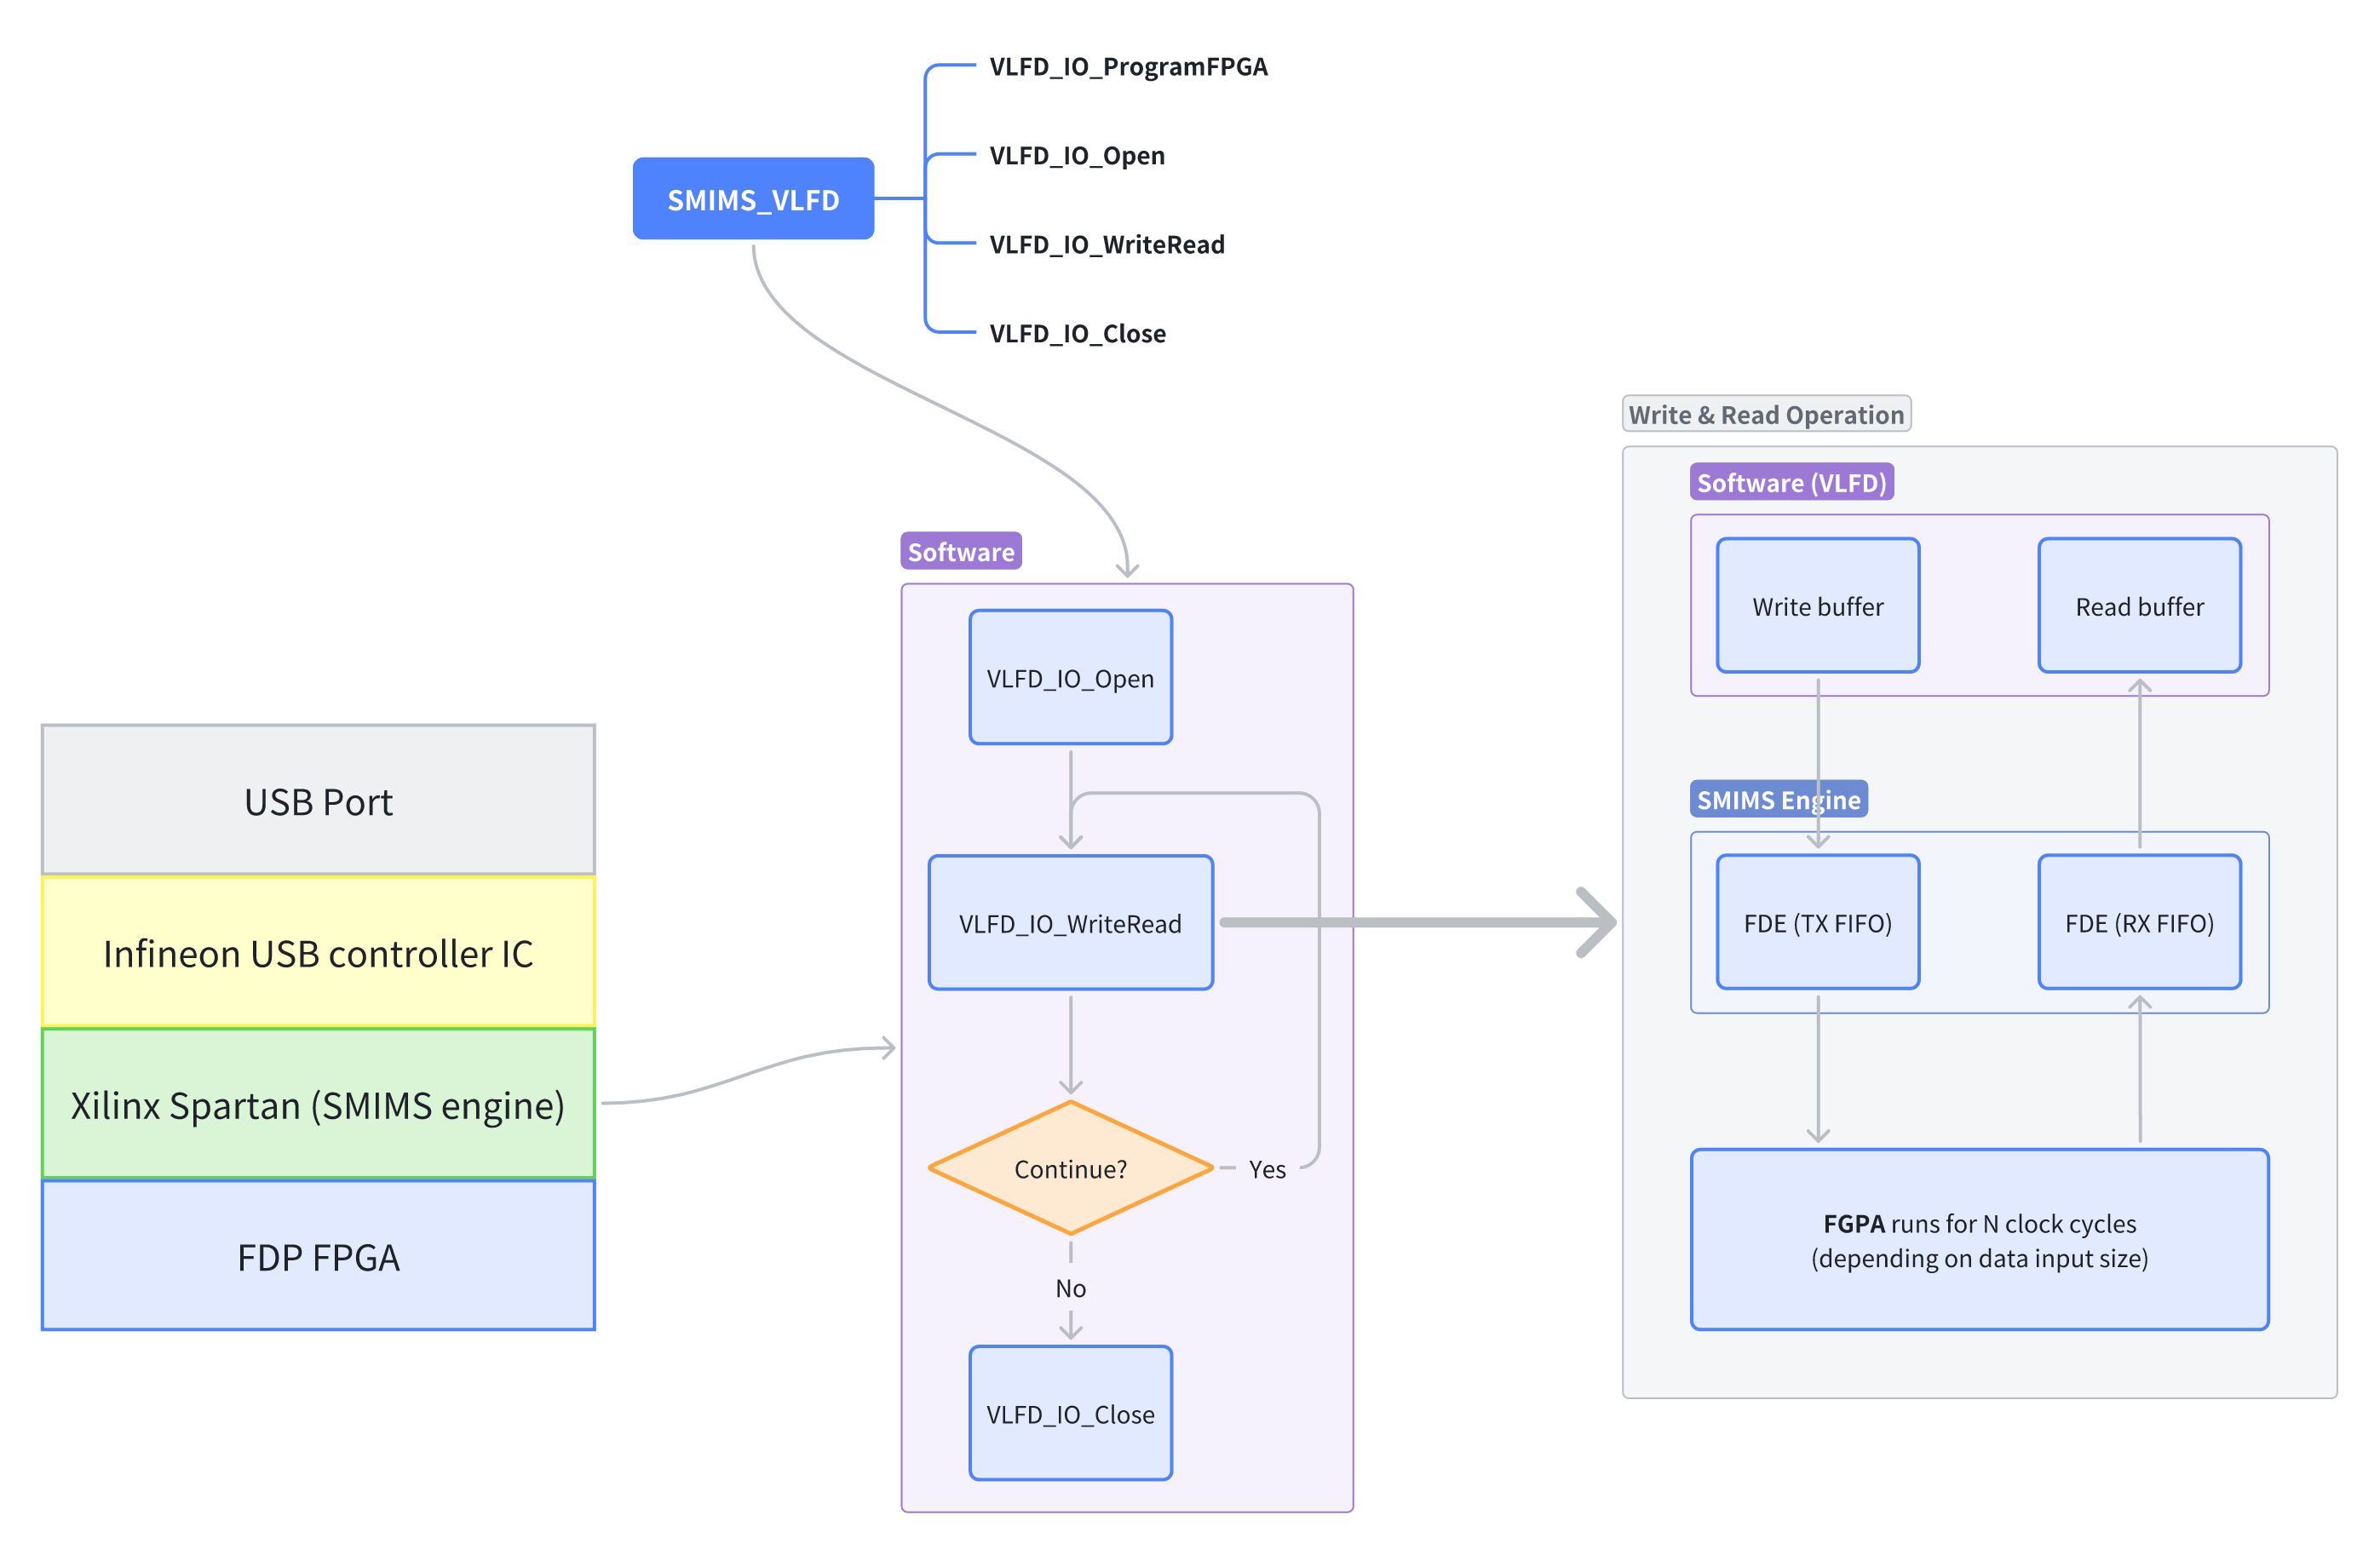 VLFD_IO_ProgramFPGA
VLFD_IO_Open
SMIMS_VLFD
VLFD_IO_WriteRead
VLFD_IO_Close
USB Port
Infineon USB controller IC
Xilinx Spartan (SMIMS engine)
FDP FPGA
Software
VLFD_IO_Open
VLFD_IO_WriteRead
Continue?
Yes
No
VLFD_IO_Close
Write & Read Operation
Software (VLFD)
Write buffer
Read buffer
SMIMS Engine
FDE (TX FIFO)
FDE (RX FIFO)
FGPA runs for N clock cycles
(depending on data input size)